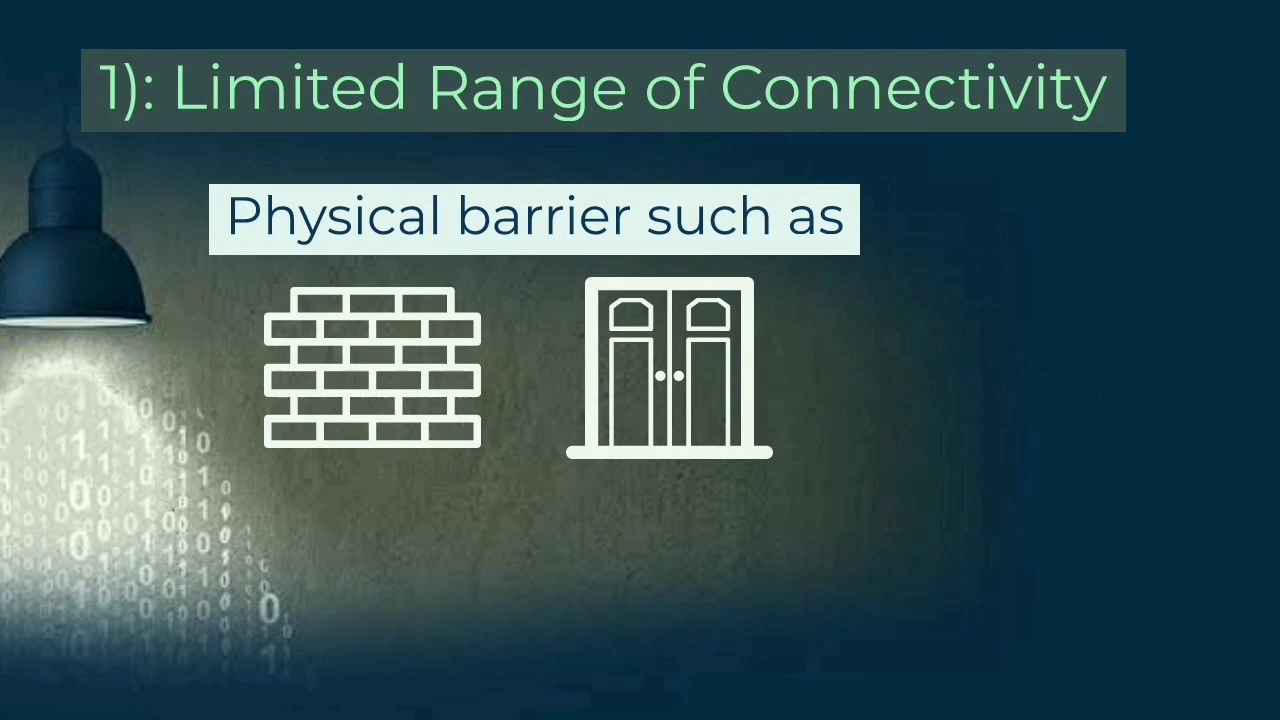 1): Limited Range of Connectivity
Physical barrier such as